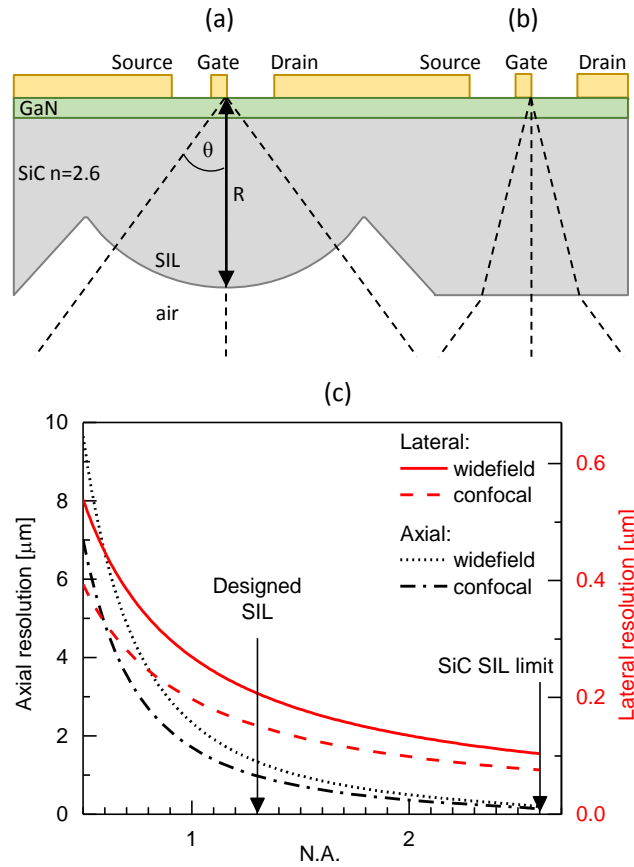 (a)
(b)
Source Gate Drain Source Gate Drain
GaN
SiC n=2.6
θ
R
SIL
air
(c)
Axial resolution [µm]
10
8
6
4
2
0
Lateral:
widefield
confocal
Axial:
widefield
confocal
Designed
SIL
SiC SIL limit
0.6
0.4
0.2
0.0
Lateral resolution [µm]
1 2
N.A.